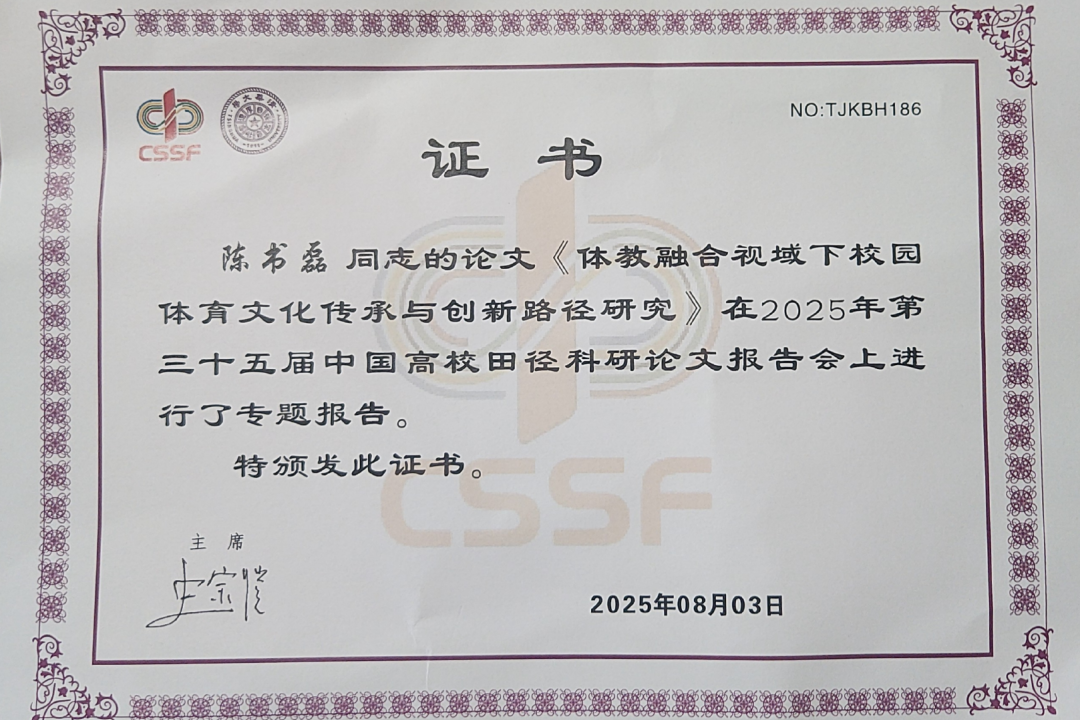 CSSF
NO:TJKBH186
证书
陈书磊 同志的论文《体教融合视域下校园
体育文化传承与创新路径研究》在2025年第
三十五届中国高校田径科研论文报告会上进
行了专题报告。
特颁发此证书。
CSSF
主席
2025年08月03日